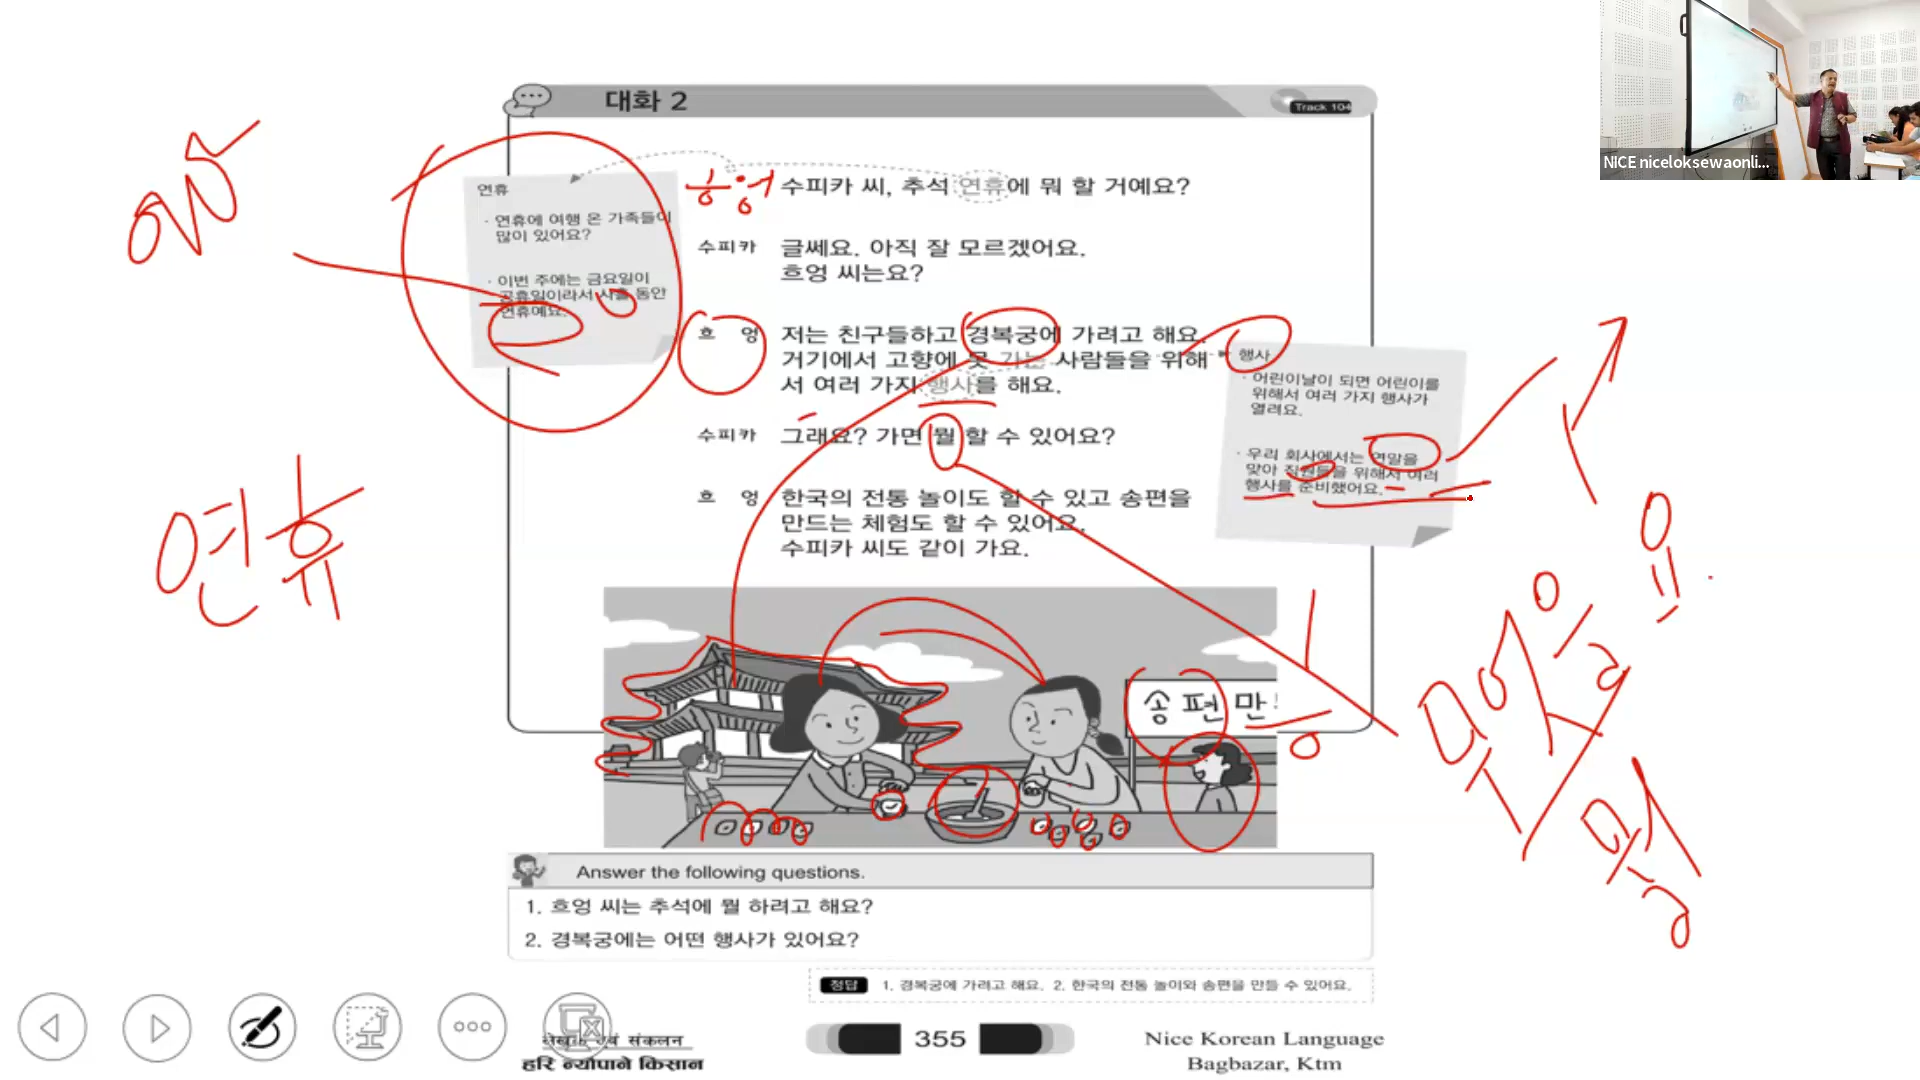 대화 2
Track 104
NICE niceloksewaonli...
연휴
· 연휴에 여행 온 가족들이
많이 있어요?
· 이번 주에는 금요일이
공휴일이라서 사흘 동안
연휴예요.
흐엉 수피카 씨, 추석 연휴에 뭐 할 거예요?
수피카 글쎄요. 아직 잘 모르겠어요.
흐엉 씨는요?
흐 엉 저는 친구들하고 경복궁에 가려고 해요.
거기에서 고향에 못 가는 사람들을 위해
서 여러 가지 행사를 해요.
수피카 그래요? 가면 뭘 할 수 있어요?
흐 엉 한국의 전통 놀이도 할 수 있고 송편을
만드는 체험도 할 수 있어요.
수피카 씨도 같이 가요.
행사
· 어린이날이 되면 어린이를
위해서 여러 가지 행사가
열려요.
· 우리 회사에서는 연말을
맞아 직원들을 위해서 여러
행사를 준비했어요.
연휴
무엇을
뭘
송편 만
Answer the following questions.
1. 흐엉 씨는 추석에 뭘 하려고 해요?
2. 경복궁에는 어떤 행사가 있어요?
정답 1. 경복궁에 가려고 해요. 2. 한국의 전통 놀이와 송편을 만들 수 있어요.
लेखक एवं संकलन
हरि न्यौपाने किसान
355
Nice Korean Language
Bagbazar, Ktm